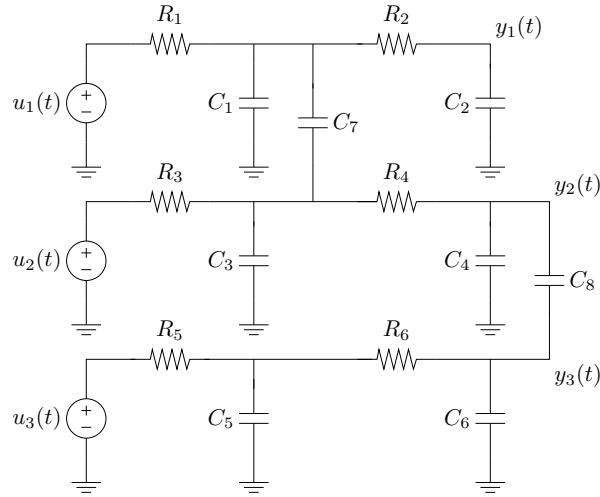 R₁ R₂ y₁(t)
u₁(t) + − C₁ C₇ C₂
R₃ R₄ y₂(t)
u₂(t) + − C₃ C₄ C₈
R₅ R₆ y₃(t)
u₃(t) + − C₅ C₆